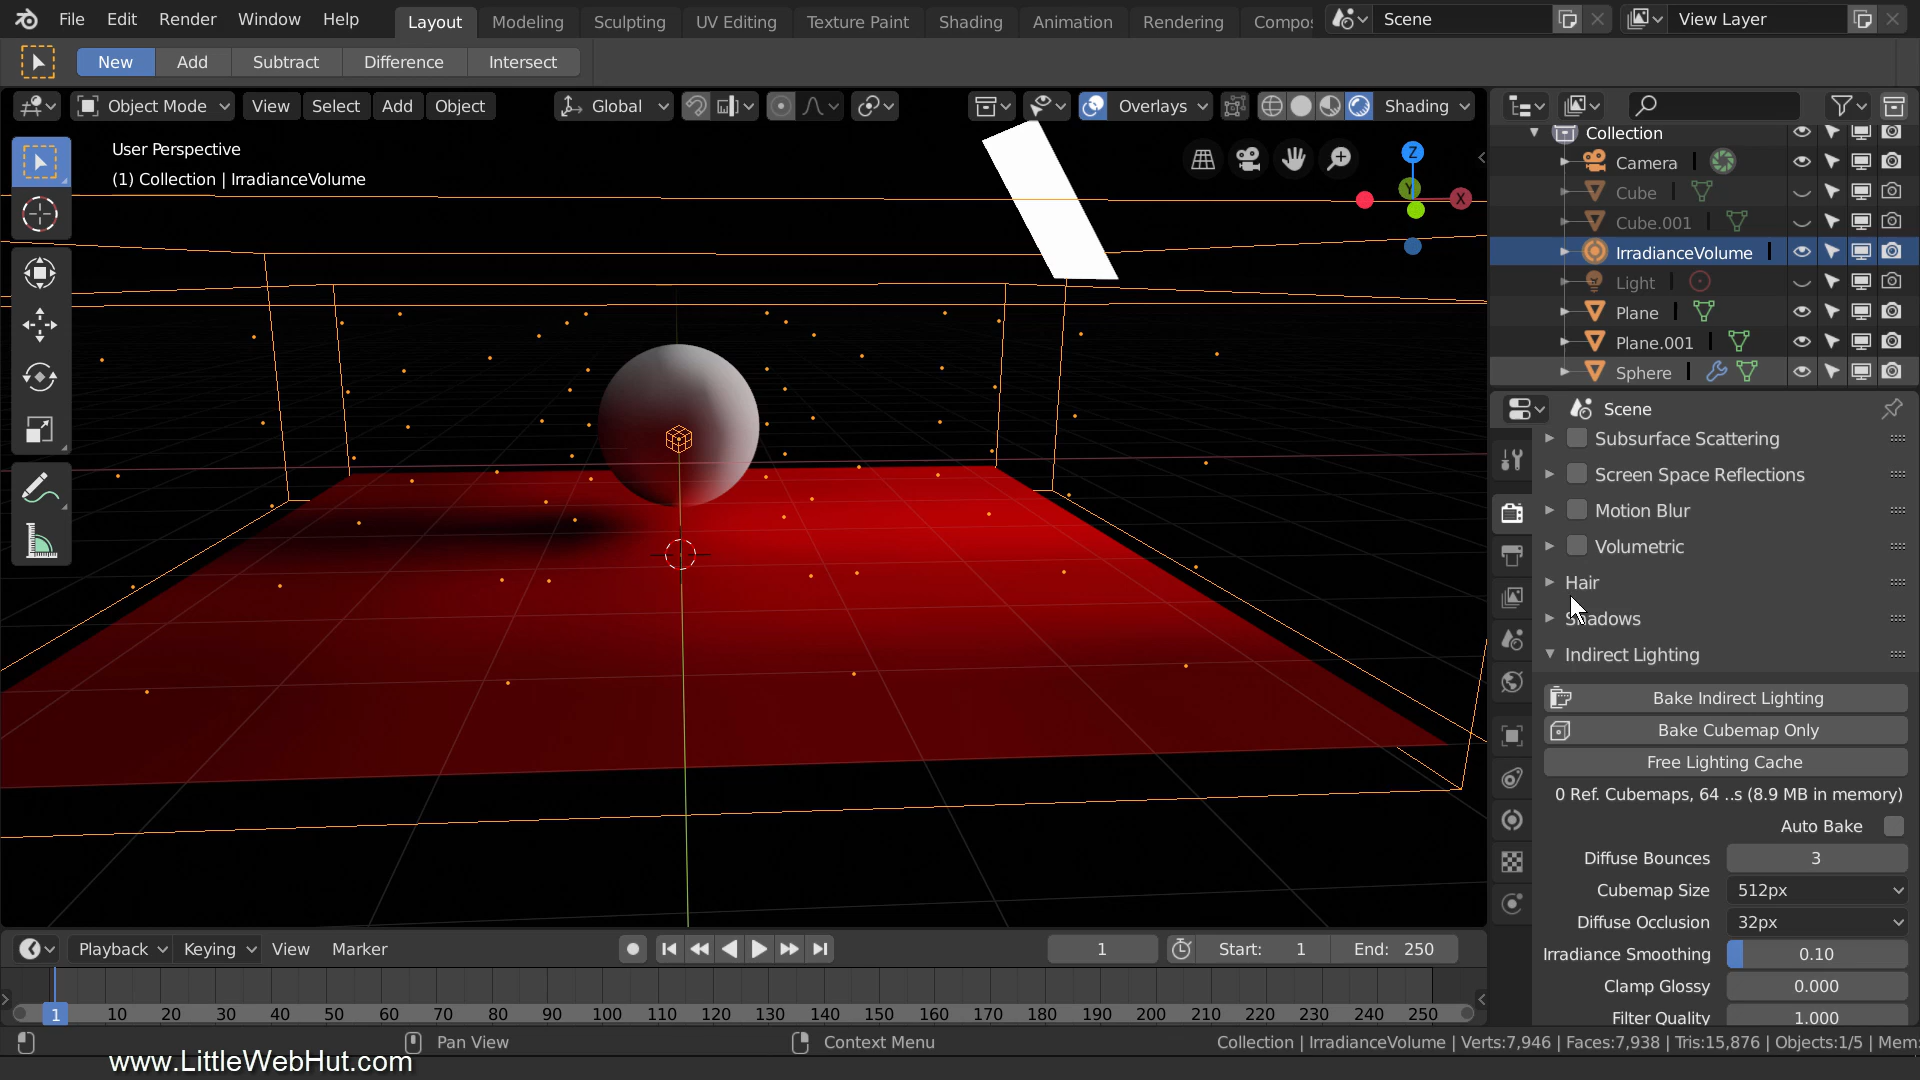 File Edit Render Window Help Layout Modeling Sculpting UV Editing Texture Paint Shading Animation Rendering Compos Scene View Layer
New Add Subtract Difference Intersect
Object Mode View Select Add Object Global Overlays Shading
User Perspective
(1) Collection | IrradianceVolume
Z
Y
X
Collection
Camera
Cube
Cube.001
IrradianceVolume
Light
Plane
Plane.001
Sphere
Scene
Subsurface Scattering
Screen Space Reflections
Motion Blur
Volumetric
Hair
Shadows
Indirect Lighting
Bake Indirect Lighting
Bake Cubemap Only
Free Lighting Cache
0 Ref. Cubemaps, 64 ..s (8.9 MB in memory)
Auto Bake
Diffuse Bounces 3
Cubemap Size 512px
Diffuse Occlusion 32px
Irradiance Smoothing 0.10
Clamp Glossy 0.000
Filter Quality 1.000
Playback Keying View Marker 1 Start: 1 End: 250
1 10 20 30 40 50 60 70 80 90 100 110 120 130 140 150 160 170 180 190 200 210 220 230 240 250
Pan View Context Menu Collection | IrradianceVolume | Verts:7,946 | Faces:7,938 | Tris:15,876 | Objects:1/5 | Mem:
www.LittleWebHut.com